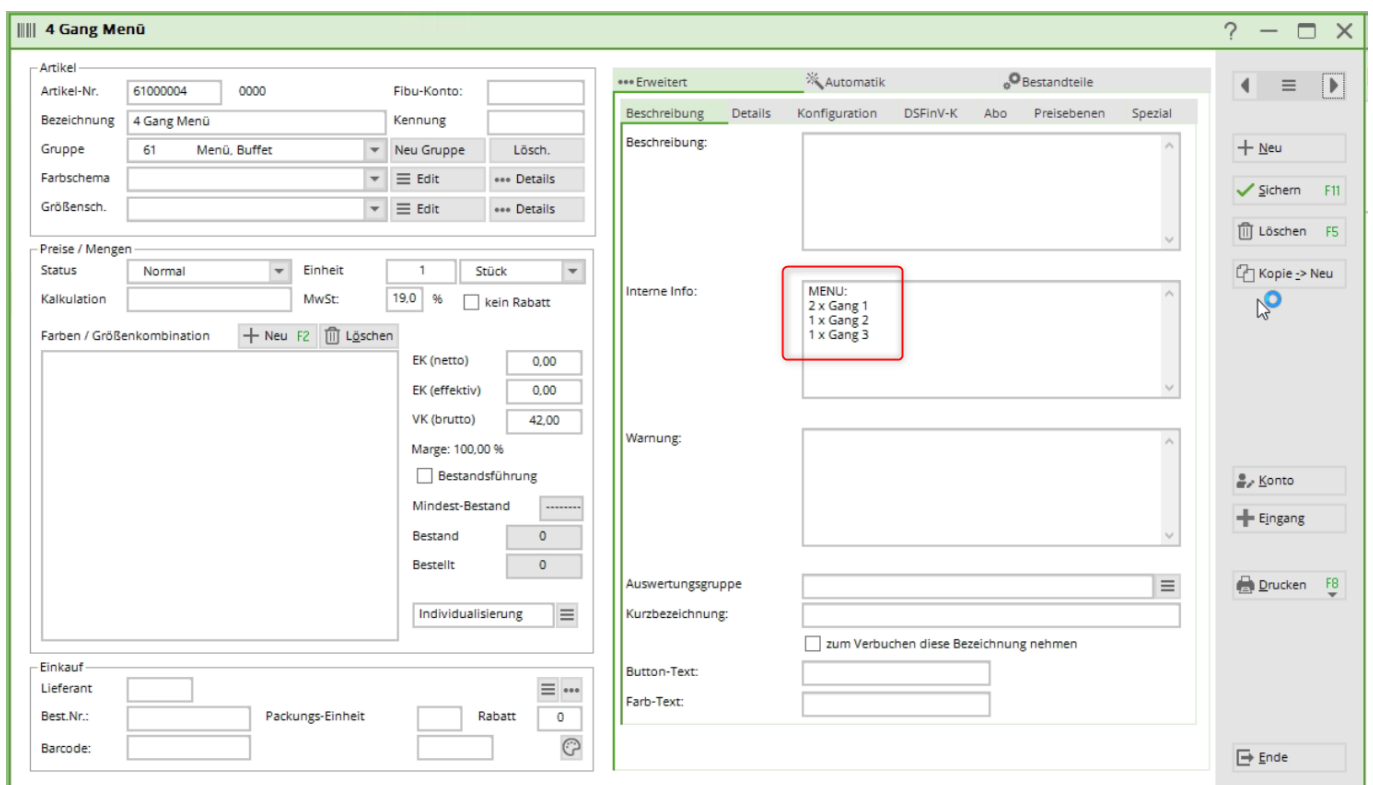 4 Gang Menü
?
Artikel
Artikel-Nr. 61000004 0000 Fibu-Konto:
Bezeichnung 4 Gang Menü Kennung
Gruppe 61 Menü, Buffet Neu Gruppe Lösch.
Farbschema Edit Details
Größensch. Edit Details
Preise / Mengen
Status Normal Einheit 1 Stück
Kalkulation MwSt: 19,0 % kein Rabatt
Farben / Größenkombination Neu F2 Löschen
EK (netto) 0,00
EK (effektiv) 0,00
VK (brutto) 42,00
Marge: 100,00 %
Bestandsführung
Mindest-Bestand --------
Bestand 0
Bestellt 0
Individualisierung
Einkauf
Lieferant
Best.Nr.: Packungs-Einheit Rabatt 0
Barcode:
Erweitert Automatik Bestandteile
Beschreibung Details Konfiguration DSFinV-K Abo Preisebenen Spezial
Beschreibung:
Interne Info:
MENU:
2 x Gang 1
1 x Gang 2
1 x Gang 3
Warnung:
Auswertungsgruppe
Kurzbezeichnung:
zum Verbuchen diese Bezeichnung nehmen
Button-Text:
Farb-Text:
Neu
Sichern F11
Löschen F5
Kopie -> Neu
Konto
Eingang
Drucken F8
Ende